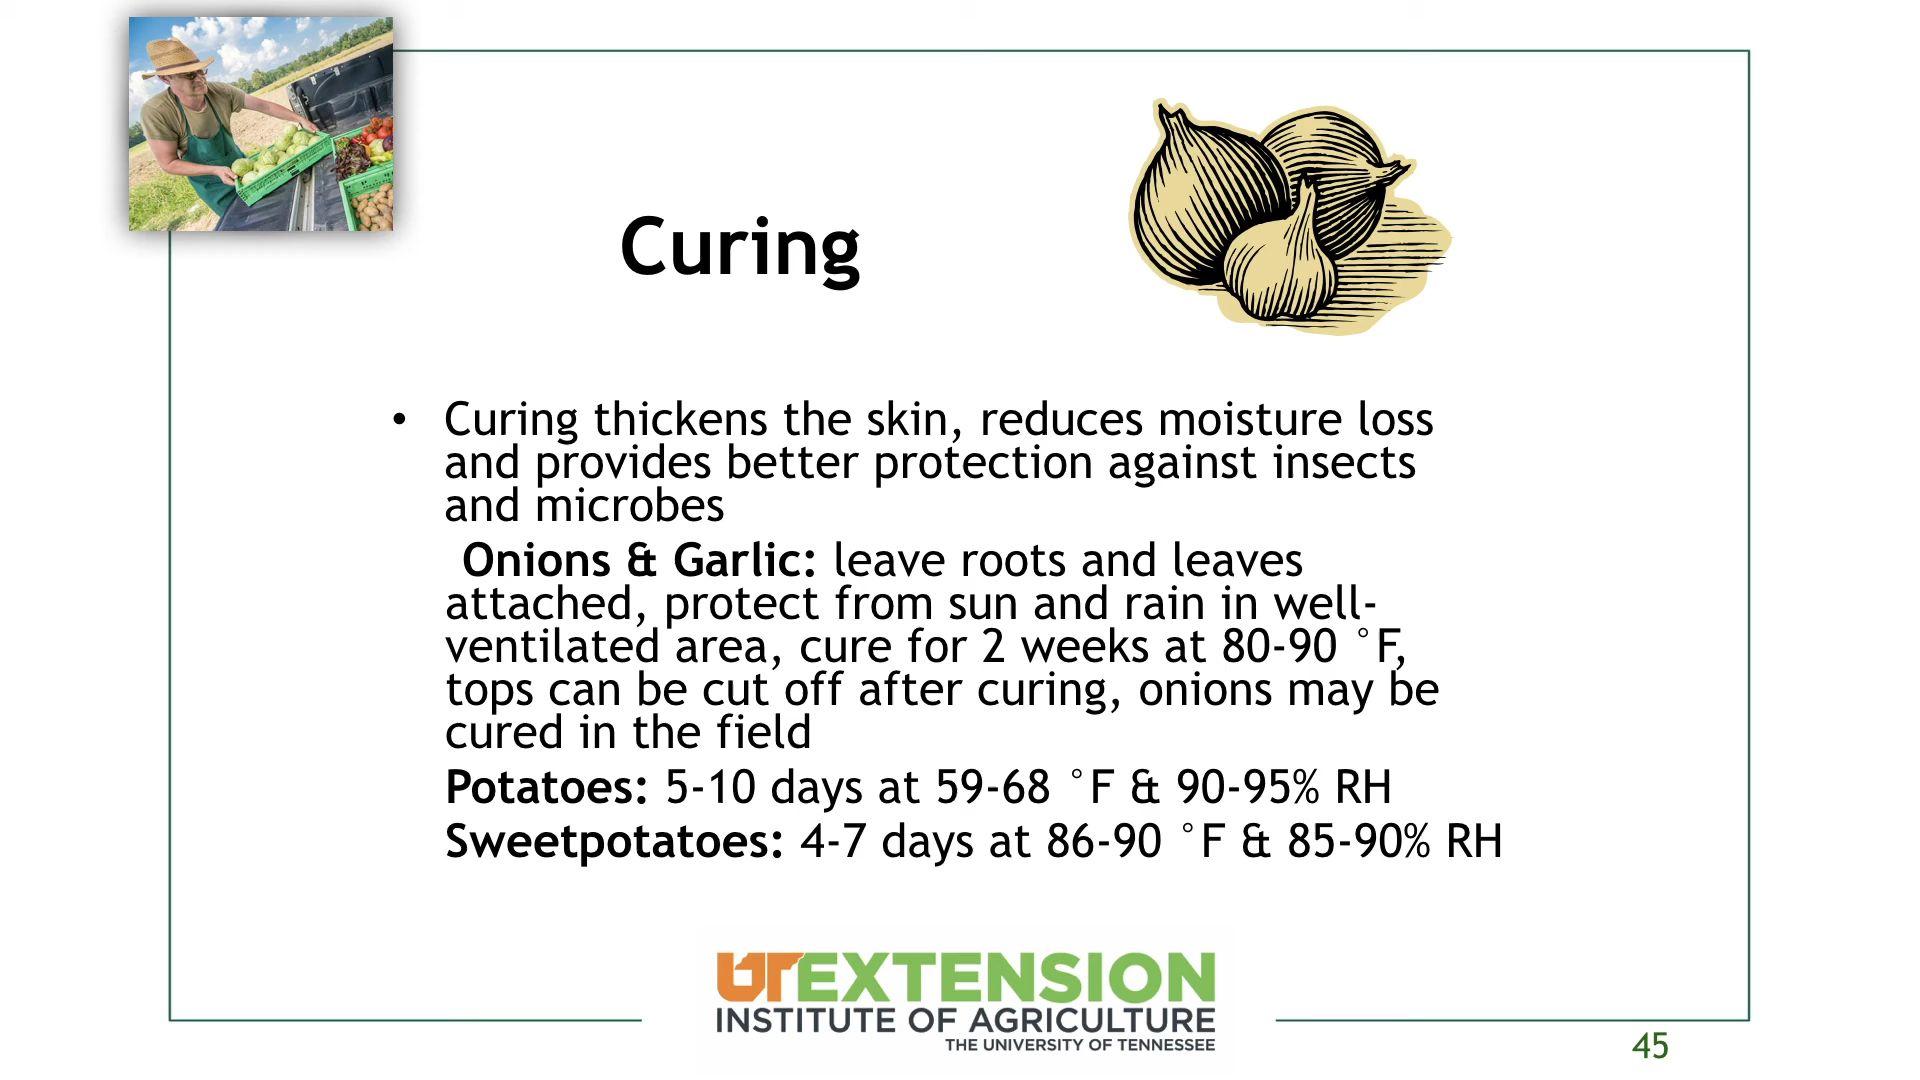 Curing
• Curing thickens the skin, reduces moisture loss
and provides better protection against insects
and microbes
Onions & Garlic: leave roots and leaves
attached, protect from sun and rain in well-
ventilated area, cure for 2 weeks at 80-90 °F,
tops can be cut off after curing, onions may be
cured in the field
Potatoes: 5-10 days at 59-68 °F & 90-95% RH
Sweetpotatoes: 4-7 days at 86-90 °F & 85-90% RH
UTEXTENSION
INSTITUTE OF AGRICULTURE
THE UNIVERSITY OF TENNESSEE
45